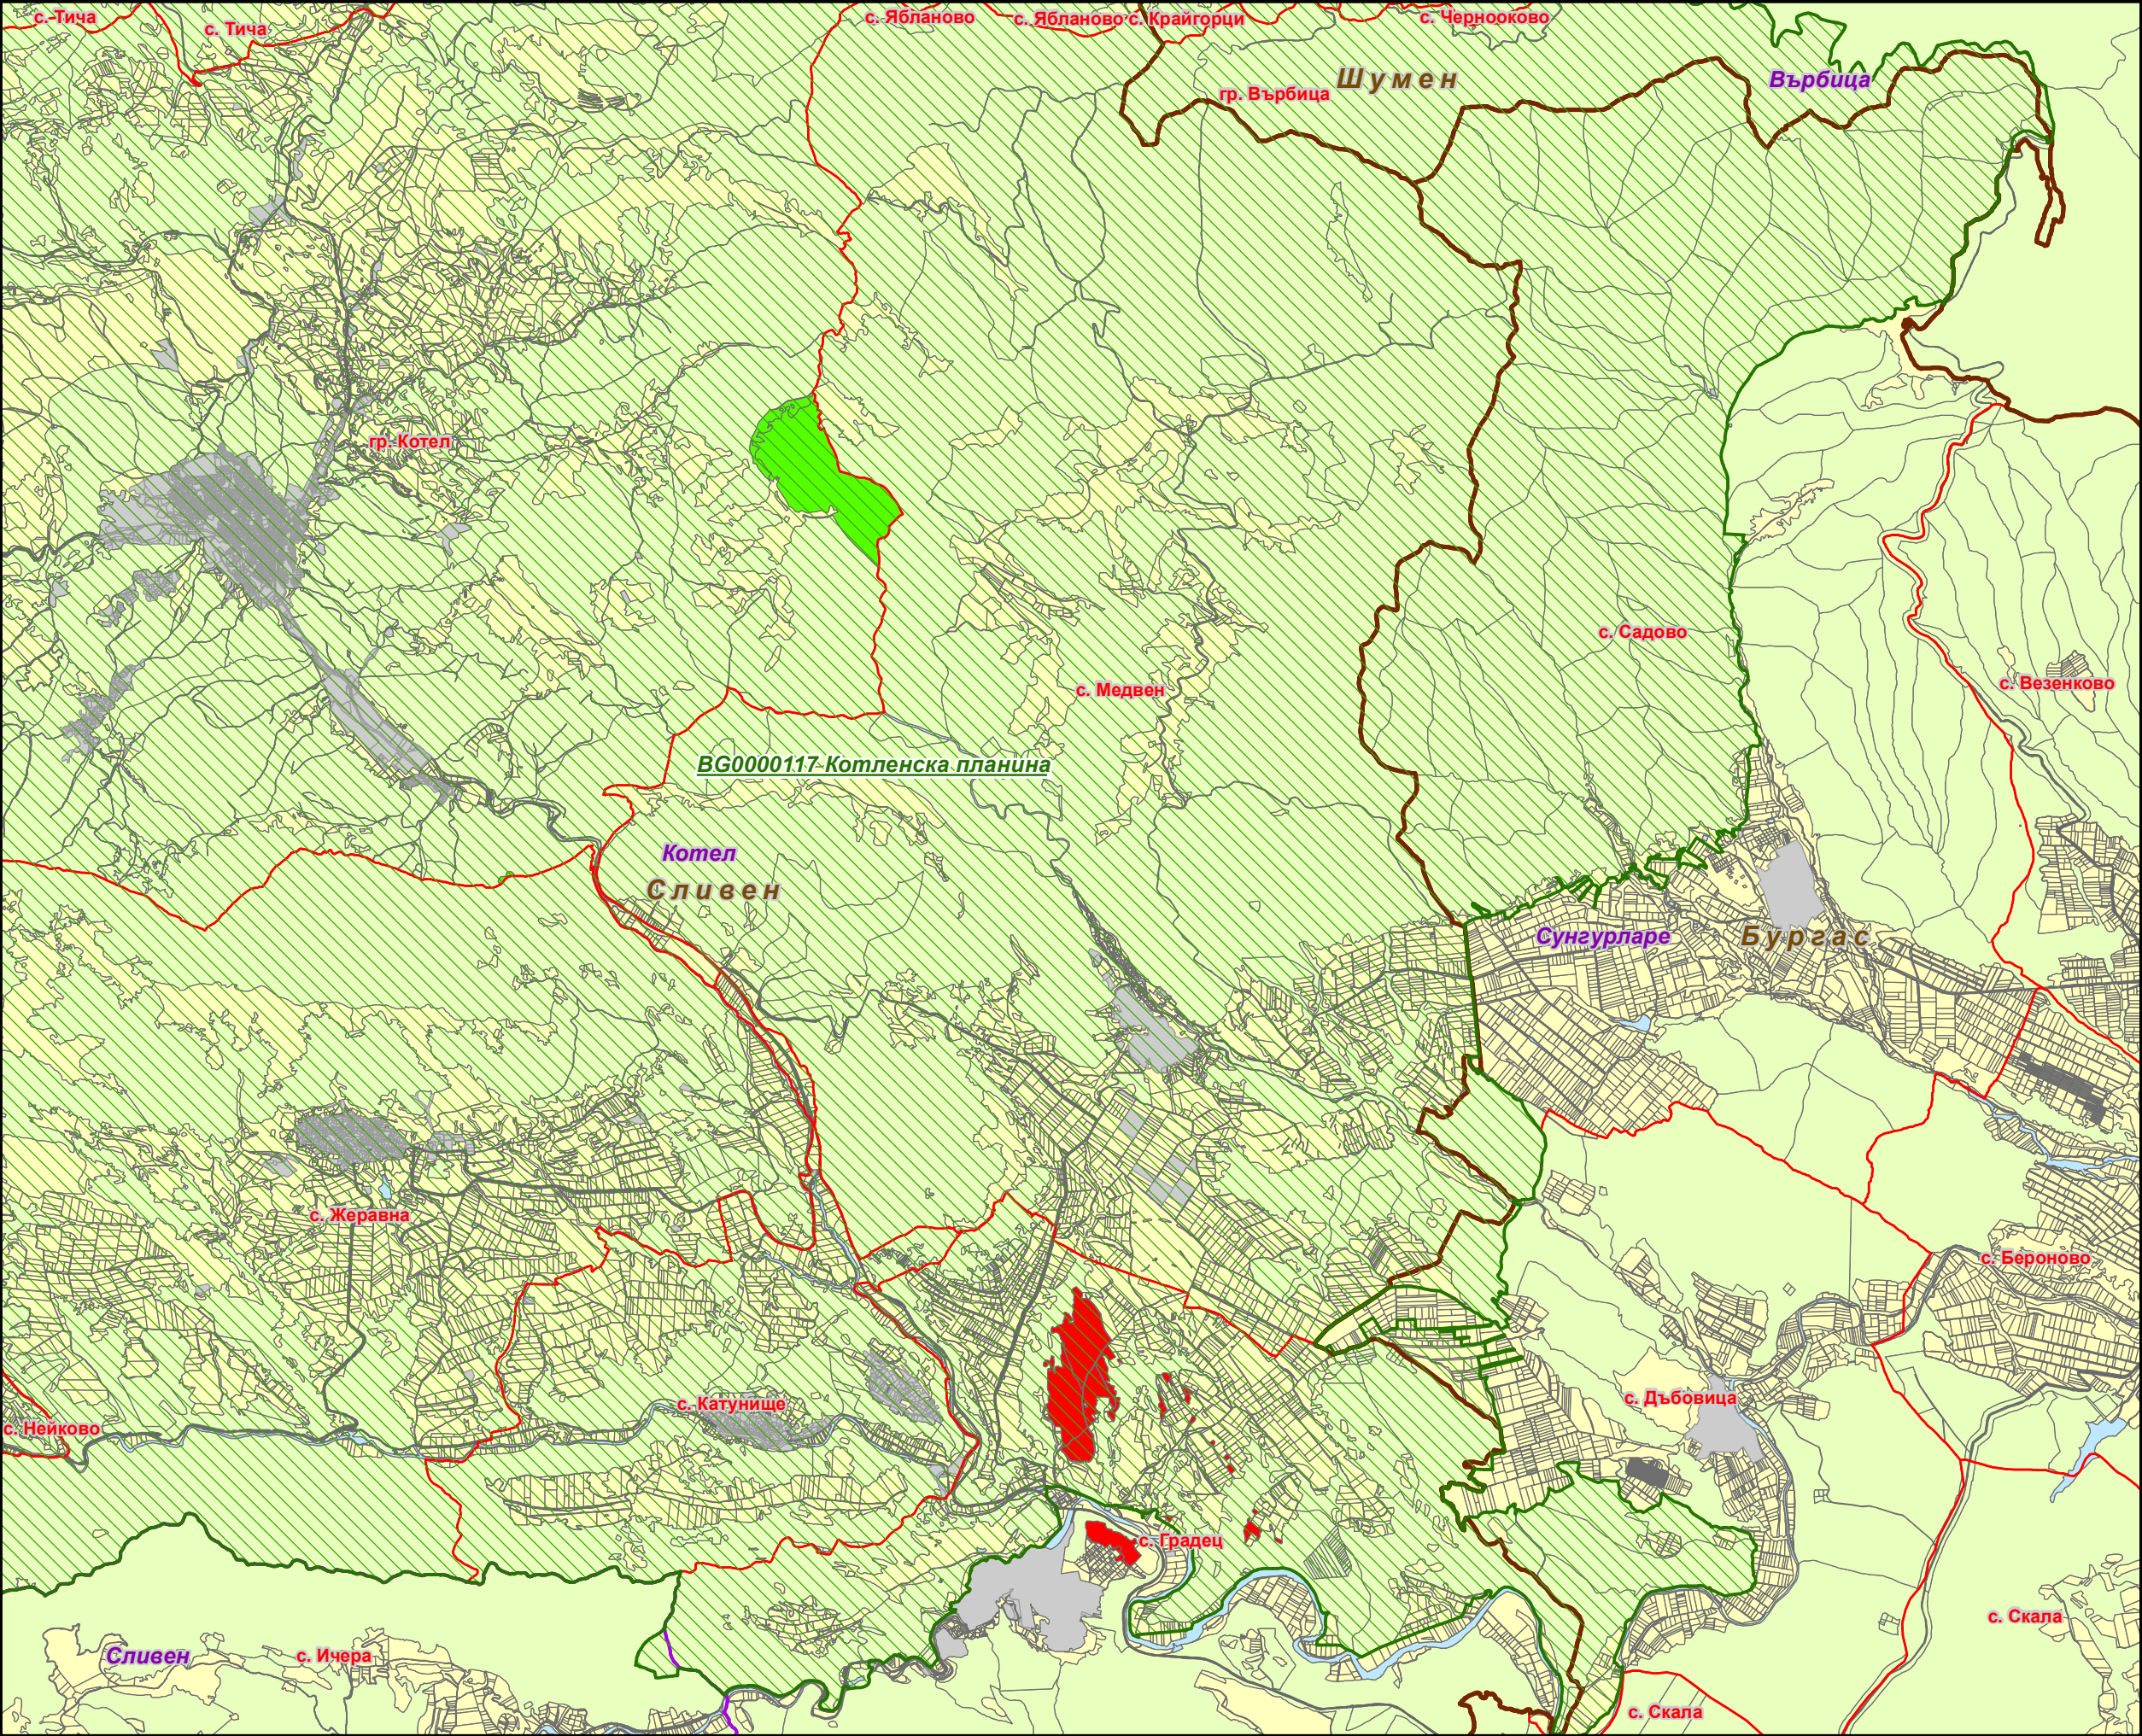 с. Тича
с. Тича
с. Ябланово
с. Ябланово
с. Крайгорци
с. Чернооково
Шумен
Върбица
гр. Върбица
гр. Котел
с. Садово
с. Везенково
с. Медвен
BG0000117 Котленска планина
Котел
Сливен
Сунгурларе
Бургас
с. Жеравна
с. Бероново
с. Катунище
с. Дъбовица
с. Нейково
с. Градец
с. Скала
Сливен
с. Ичера
с. Скала